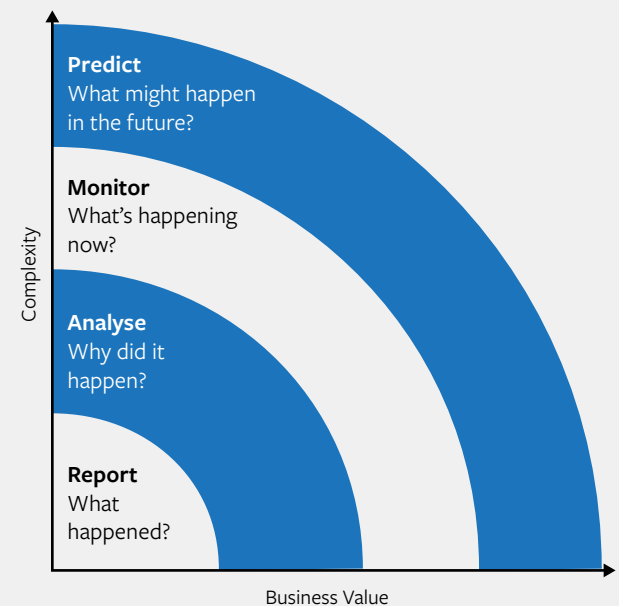 Predict
What might happen
in the future?
Monitor
What's happening
now?
Analyse
Why did it
happen?
Report
What
happened?
Complexity
Business Value